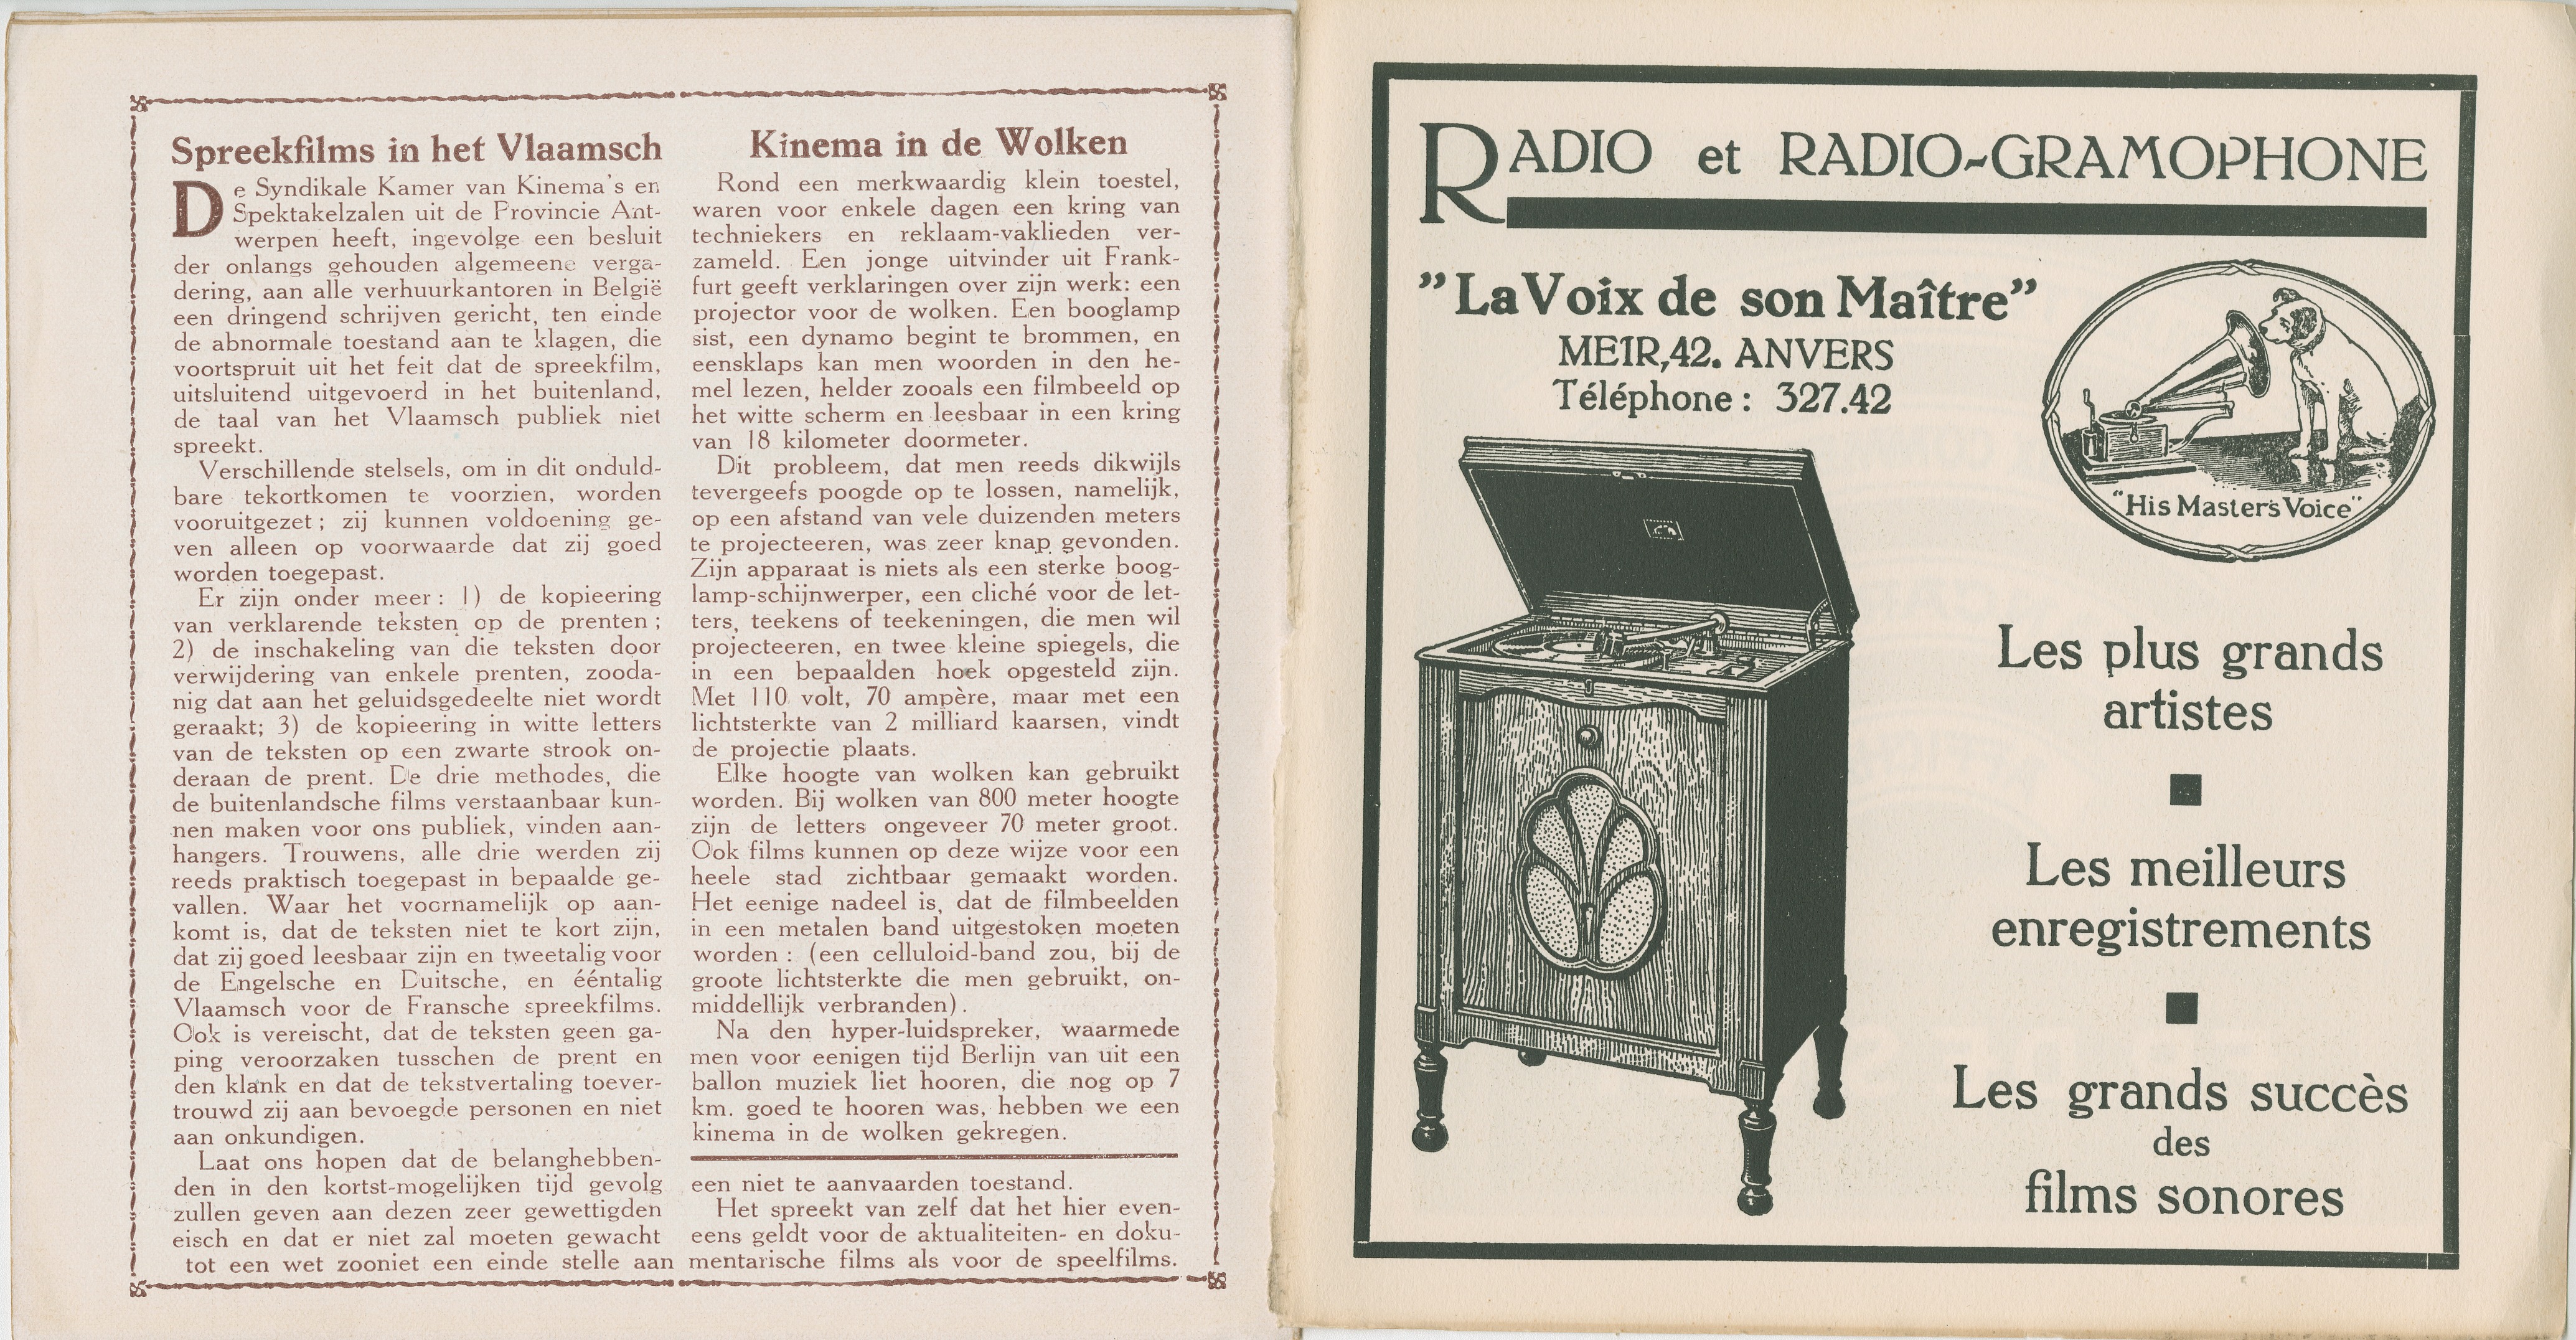 Spreekfilms in het Vlaamsch
De Syndikale Kamer van Kinema's en
Spektakelzalen uit de Provincie Ant-
werpen heeft, ingevolge een besluit
der onlangs gehouden algemeene verga-
dering, aan alle verhuurkantoren in België
een dringend schrijven gericht, ten einde
de abnormale toestand aan te klagen, die
voortspruit uit het feit dat de spreekfilm,
uitsluitend uitgevoerd in het buitenland,
de taal van het Vlaamsch publiek niet
spreekt.
Verschillende stelsels, om in dit onduld-
bare tekortkomen te voorzien, worden
vooruitgezet ; zij kunnen voldoening ge-
ven alleen op voorwaarde dat zij goed
worden toegepast.
Er zijn onder meer : 1) de kopieering
van verklarende teksten op de prenten ;
2) de inschakeling van die teksten door
verwijdering van enkele prenten, zooda-
nig dat aan het geluidsgedeelte niet wordt
geraakt; 3) de kopieering in witte letters
van de teksten op een zwarte strook on-
deraan de prent. De drie methodes, die
de buitenlandsche films verstaanbaar kun-
nen maken voor ons publiek, vinden aan-
hangers. Trouwens, alle drie werden zij
reeds praktisch toegepast in bepaalde ge-
vallen. Waar het voornamelijk op aan-
komt is, dat de teksten niet te kort zijn,
dat zij goed leesbaar zijn en tweetalig voor
de Engelsche en Duitsche, en ééntalig
Vlaamsch voor de Fransche spreekfilms.
Ook is vereischt, dat de teksten geen ga-
ping veroorzaken tusschen de prent en
den klank en dat de tekstvertaling toever-
trouwd zij aan bevoegde personen en niet
aan onkundigen.
Laat ons hopen dat de belanghebben-
den in den kortst-mogelijken tijd gevolg
zullen geven aan dezen zeer gewettigden
eisch en dat er niet zal moeten gewacht
tot een wet zooniet een einde stelle aan
Kinema in de Wolken
Rond een merkwaardig klein toestel,
waren voor enkele dagen een kring van
techniekers en reklaam-vaklieden ver-
zameld. Een jonge uitvinder uit Frank-
furt geeft verklaringen over zijn werk: een
projector voor de wolken. Een booglamp
sist, een dynamo begint te brommen, en
eensklaps kan men woorden in den he-
mel lezen, helder zooals een filmbeeld op
het witte scherm en leesbaar in een kring
van 18 kilometer doormeter.
Dit probleem, dat men reeds dikwijls
tevergeefs poogde op te lossen, namelijk,
op een afstand van vele duizenden meters
te projecteeren, was zeer knap gevonden.
Zijn apparaat is niets als een sterke boog-
lamp-schijnwerper, een cliché voor de let-
ters, teekens of teekeningen, die men wil
projecteeren, en twee kleine spiegels, die
in een bepaalden hoek opgesteld zijn.
Met 110 volt, 70 ampère, maar met een
lichtsterkte van 2 milliard kaarsen, vindt
de projectie plaats.
Elke hoogte van wolken kan gebruikt
worden. Bij wolken van 800 meter hoogte
zijn de letters ongeveer 70 meter groot.
Ook films kunnen op deze wijze voor een
heele stad zichtbaar gemaakt worden.
Het eenige nadeel is, dat de filmbeelden
in een metalen band uitgestoken moeten
worden : (een celluloid-band zou, bij de
groote lichtsterkte die men gebruikt, on-
middellijk verbranden).
Na den hyper-luidspreker, waarmede
men voor eenigen tijd Berlijn van uit een
ballon muziek liet hooren, die nog op 7
km. goed te hooren was, hebben we een
kinema in de wolken gekregen.
een niet te aanvaarden toestand.
Het spreekt van zelf dat het hier even-
eens geldt voor de aktualiteiten- en doku-
mentarische films als voor de speelfilms.
RADIO et RADIO-GRAMOPHONE
"La Voix de son Maître"
MEIR,42. ANVERS
Téléphone : 327.42
"His Master's Voice"
Les plus grands
artistes
Les meilleurs
enregistrements
Les grands succès
des
films sonores